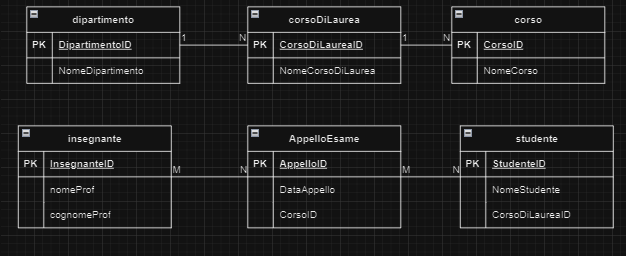 dipartimento
PK DipartimentoID
NomeDipartimento
1 N
corsoDiLaurea
PK CorsoDiLaureaID
NomeCorsoDiLaurea
1 N
corso
PK CorsoID
NomeCorso
insegnante
PK InsegnanteID
nomeProf
cognomeProf
M N
AppelloEsame
PK AppelloID
DataAppello
CorsoID
M N
studente
PK StudenteID
NomeStudente
CorsoDiLaureaID